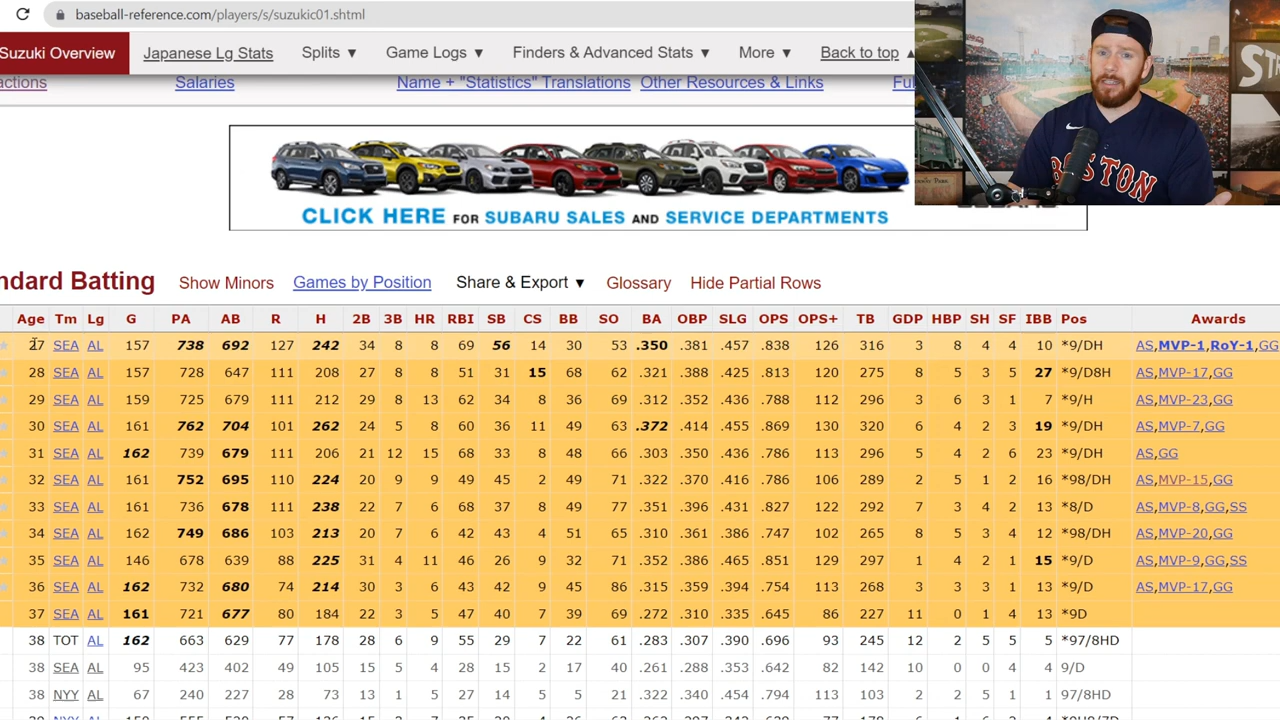 baseball-reference.com/players/s/suzukic01.shtml
Suzuki Overview Japanese Lg Stats Splits ▼ Game Logs ▼ Finders & Advanced Stats ▼ More ▼ Back to top ▲
actions Salaries Name + "Statistics" Translations Other Resources & Links Ful
CLICK HERE FOR SUBARU SALES AND SERVICE DEPARTMENTS
BOSTON
ndard Batting Show Minors Games by Position Share & Export ▼ Glossary Hide Partial Rows
Age Tm Lg G PA AB R H 2B 3B HR RBI SB CS BB SO BA OBP SLG OPS OPS+ TB GDP HBP SH SF IBB Pos Awards
27 SEA AL 157 738 692 127 242 34 8 8 69 56 14 30 53 .350 .381 .457 .838 126 316 3 8 4 4 10 *9/DH AS,MVP-1,RoY-1,GG
28 SEA AL 157 728 647 111 208 27 8 8 51 31 15 68 62 .321 .388 .425 .813 120 275 8 5 3 5 27 *9/D8H AS,MVP-17,GG
29 SEA AL 159 725 679 111 212 29 8 13 62 34 8 36 69 .312 .352 .436 .788 112 296 3 6 3 1 7 *9/H AS,MVP-23,GG
30 SEA AL 161 762 704 101 262 24 5 8 60 36 11 49 63 .372 .414 .455 .869 130 320 6 4 2 3 19 *9/DH AS,MVP-7,GG
31 SEA AL 162 739 679 111 206 21 12 15 68 33 8 48 66 .303 .350 .436 .786 113 296 5 4 2 6 23 *9/DH AS,GG
32 SEA AL 161 752 695 110 224 20 9 9 49 45 2 49 71 .322 .370 .416 .786 106 289 2 5 1 2 16 *98/DH AS,MVP-15,GG
33 SEA AL 161 736 678 111 238 22 7 6 68 37 8 49 77 .351 .396 .431 .827 122 292 7 3 4 2 13 *8/D AS,MVP-8,GG,SS
34 SEA AL 162 749 686 103 213 20 7 6 42 43 4 51 65 .310 .361 .386 .747 102 265 8 5 3 4 12 *98/DH AS,MVP-20,GG
35 SEA AL 146 678 639 88 225 31 4 11 46 26 9 32 71 .352 .386 .465 .851 129 297 1 4 2 1 15 *9/D AS,MVP-9,GG,SS
36 SEA AL 162 732 680 74 214 30 3 6 43 42 9 45 86 .315 .359 .394 .754 113 268 3 3 3 1 13 *9/D AS,MVP-17,GG
37 SEA AL 161 721 677 80 184 22 3 5 47 40 7 39 69 .272 .310 .335 .645 86 227 11 0 1 4 13 *9D
38 TOT AL 162 663 629 77 178 28 6 9 55 29 7 22 61 .283 .307 .390 .696 93 245 12 2 5 5 5 *97/8HD
38 SEA AL 95 423 402 49 105 15 5 4 28 15 2 17 40 .261 .288 .353 .642 82 142 10 0 0 4 4 9/D
38 NYY AL 67 240 227 28 73 13 1 5 27 14 5 5 21 .322 .340 .454 .794 113 103 2 2 5 1 1 97/8HD